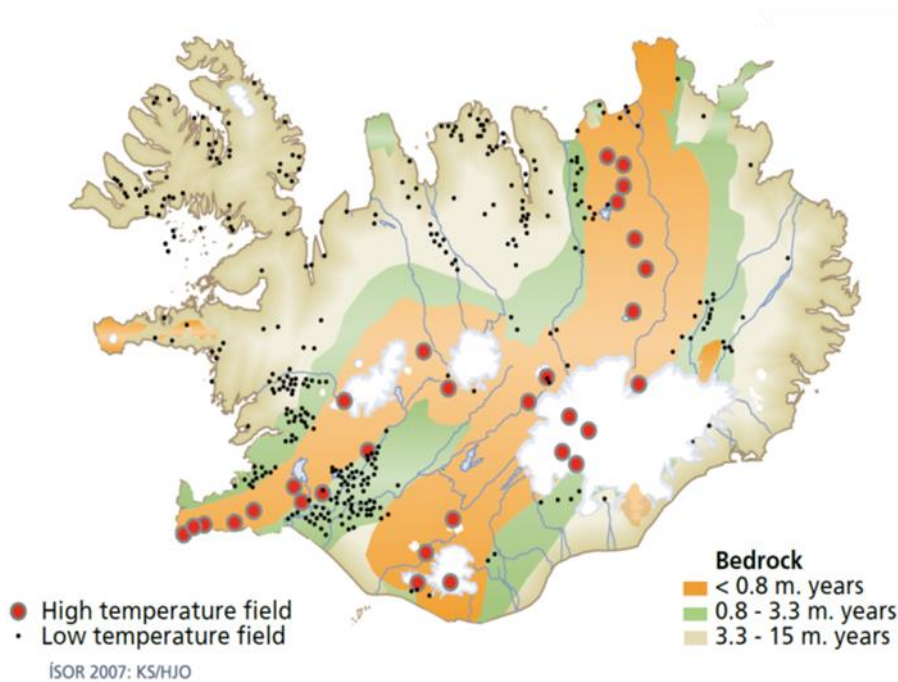 Bedrock
< 0.8 m. years
0.8 - 3.3 m. years
3.3 - 15 m. years
High temperature field
Low temperature field
ÍSOR 2007: KS/HJO